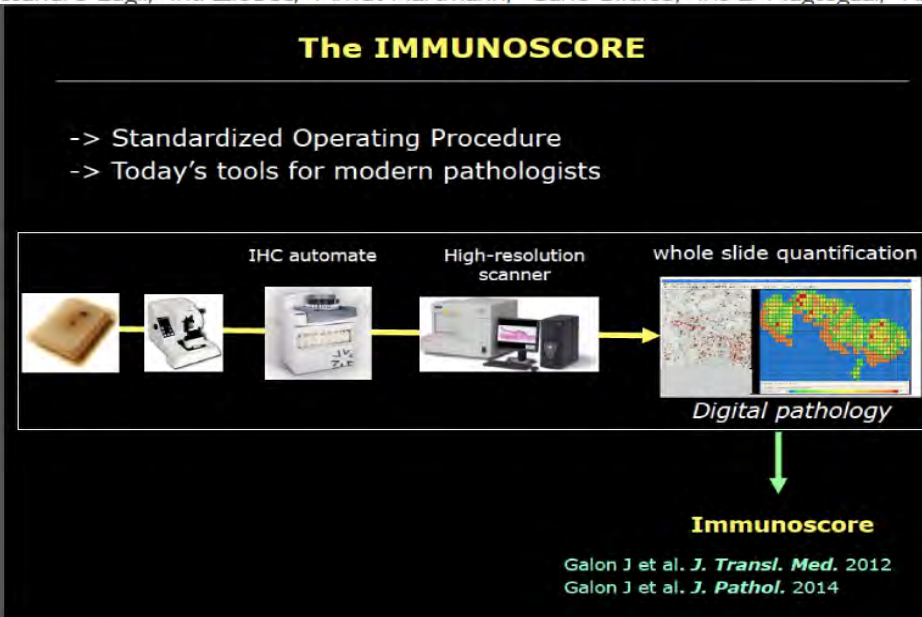 The IMMUNOSCORE
-> Standardized Operating Procedure
-> Today's tools for modern pathologists
IHC automate
High-resolution
scanner
whole slide quantification
Digital pathology
Immunoscore
Galon J et al. J. Transl. Med. 2012
Galon J et al. J. Pathol. 2014